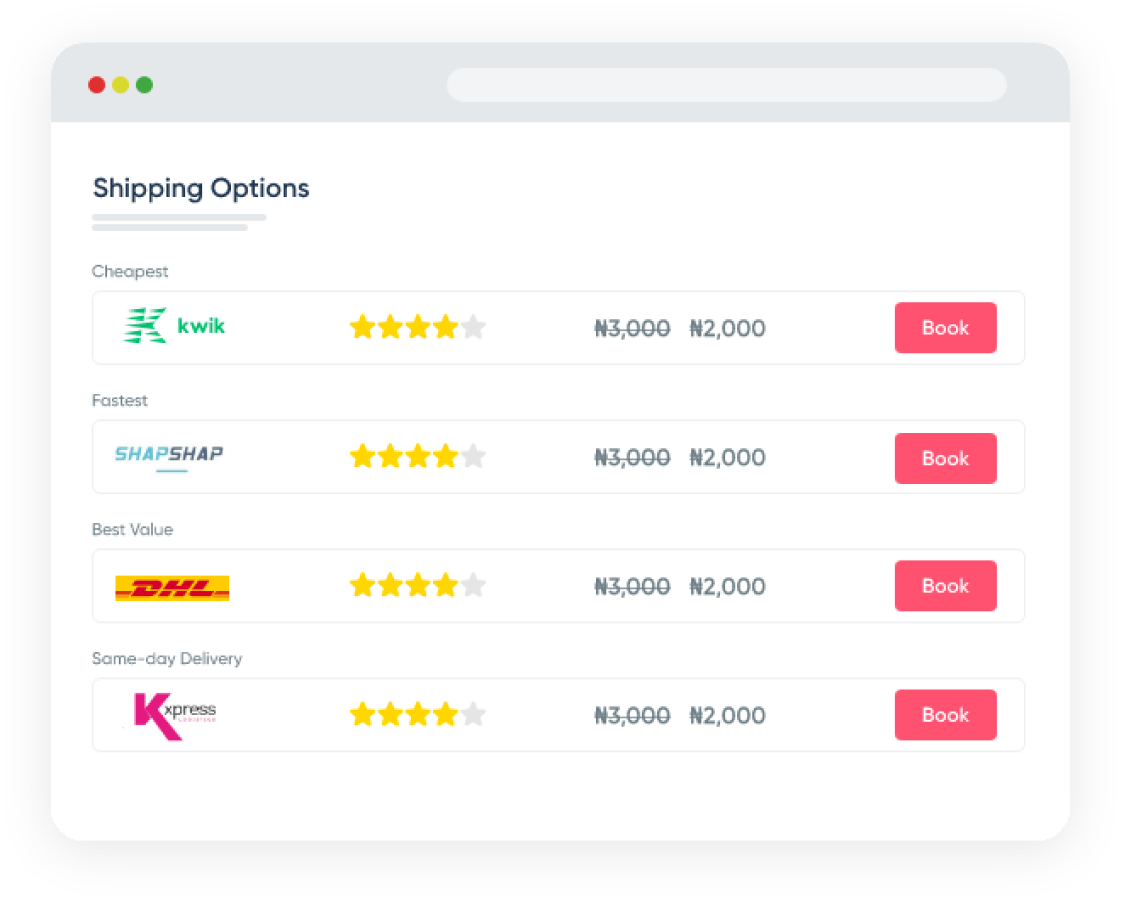 Shipping Options
Cheapest
kwik ₦3,000 ₦2,000 Book
Fastest
SHAPSHAP ₦3,000 ₦2,000 Book
Best Value
DHL ₦3,000 ₦2,000 Book
Same-day Delivery
Kxpress ₦3,000 ₦2,000 Book
LOGISTICS